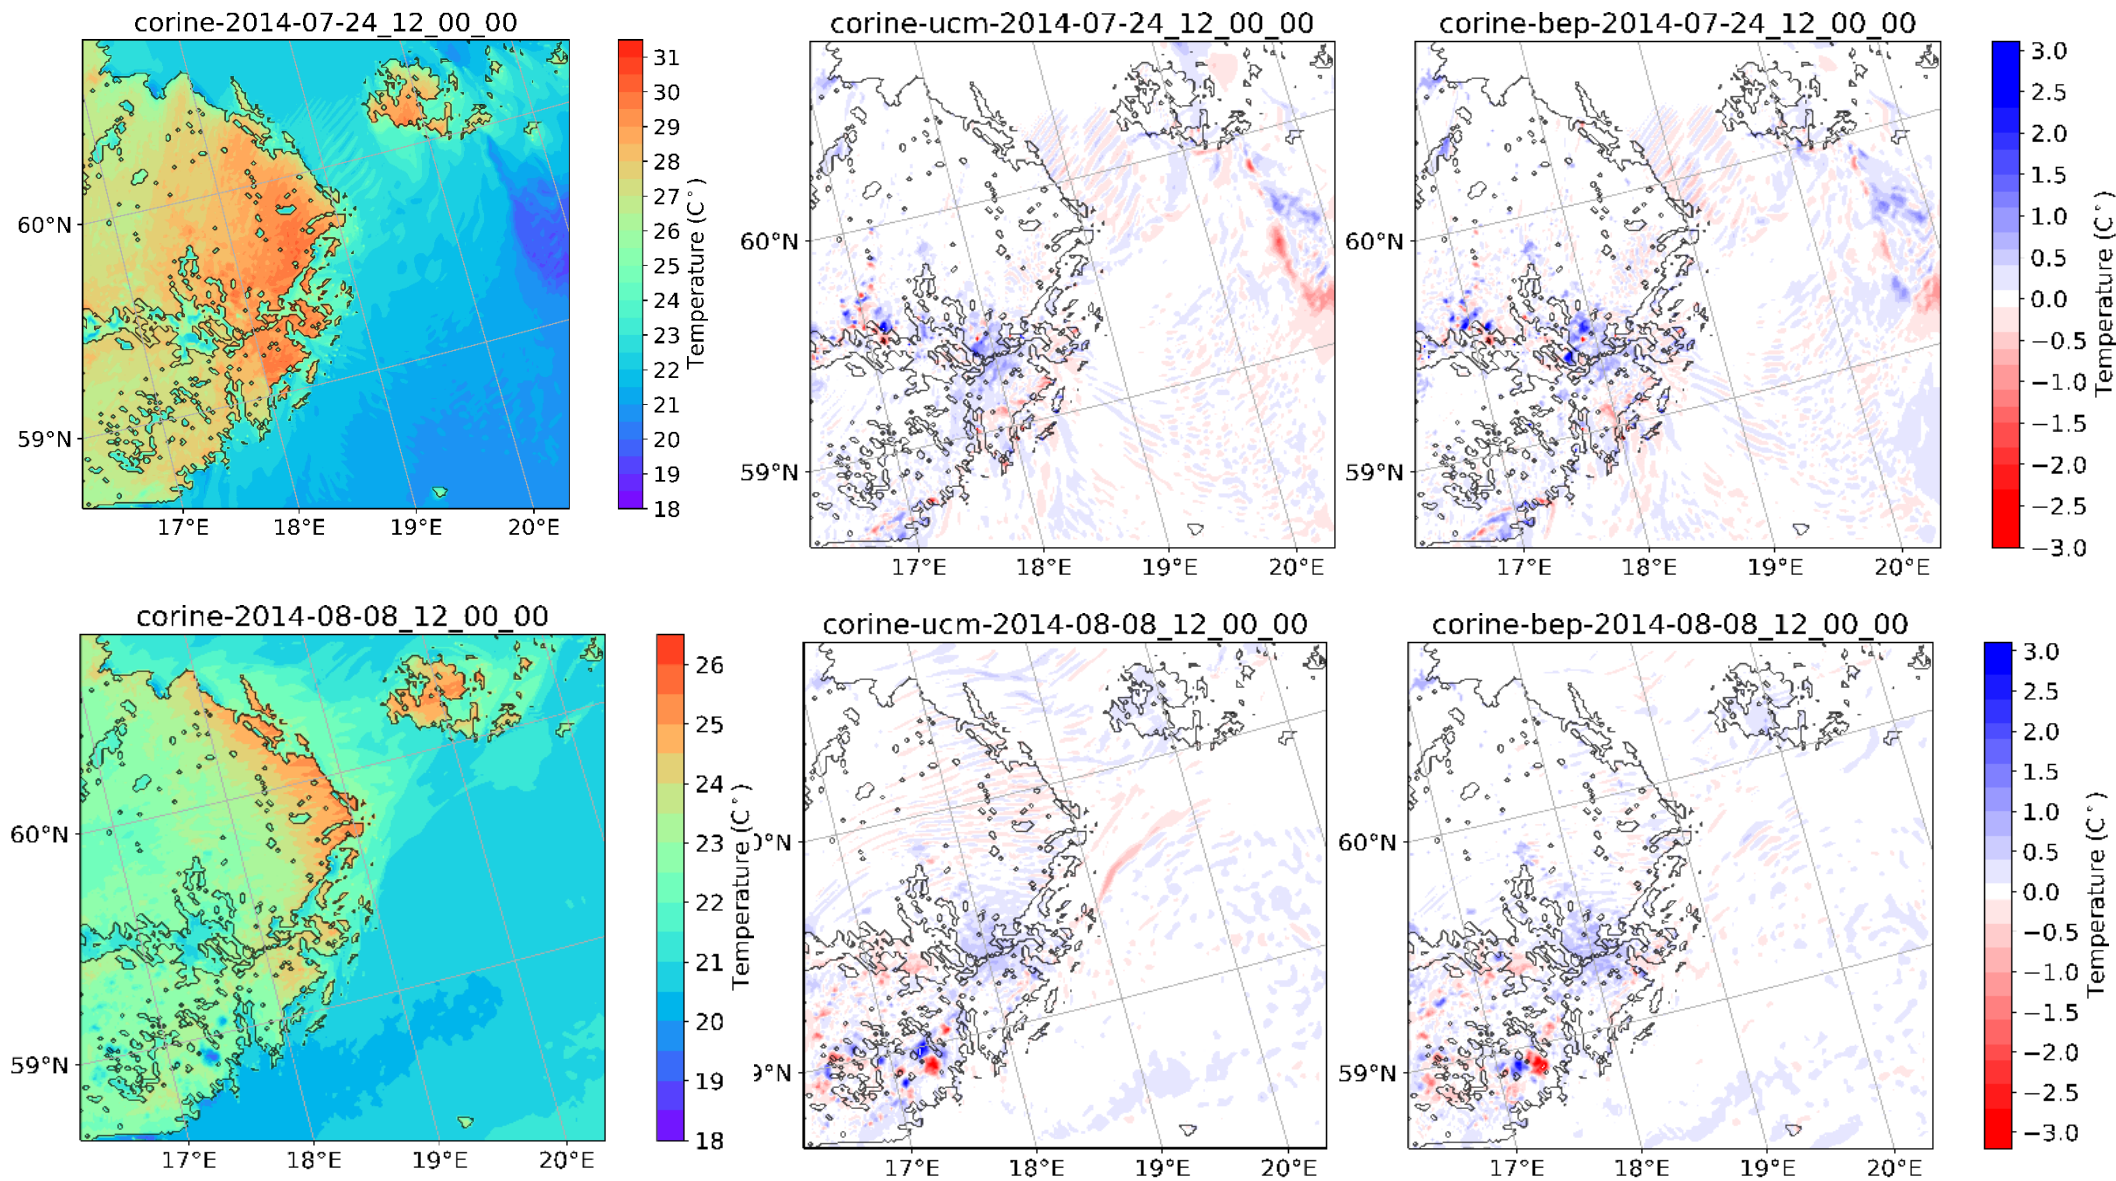 corine-2014-07-24_12_00_00
corine-ucm-2014-07-24_12_00_00
corine-bep-2014-07-24_12_00_00
60°N
59°N
17°E 18°E 19°E 20°E
31
30
29
28
27
26
25
24
23
22
21
20
19
18
Temperature (C°)
60°N
59°N
17°E 18°E 19°E 20°E
60°N
59°N
17°E 18°E 19°E 20°E
3.0
2.5
2.0
1.5
1.0
0.5
0.0
−0.5
−1.0
−1.5
−2.0
−2.5
−3.0
Temperature (C°)
corine-2014-08-08_12_00_00
corine-ucm-2014-08-08_12_00_00
corine-bep-2014-08-08_12_00_00
60°N
59°N
17°E 18°E 19°E 20°E
26
25
24
23
22
21
20
19
18
Temperature (C°)
0°N
9°N
17°E 18°E 19°E 20°E
60°N
59°N
17°E 18°E 19°E 20°E
3.0
2.5
2.0
1.5
1.0
0.5
0.0
−0.5
−1.0
−1.5
−2.0
−2.5
−3.0
Temperature (C°)